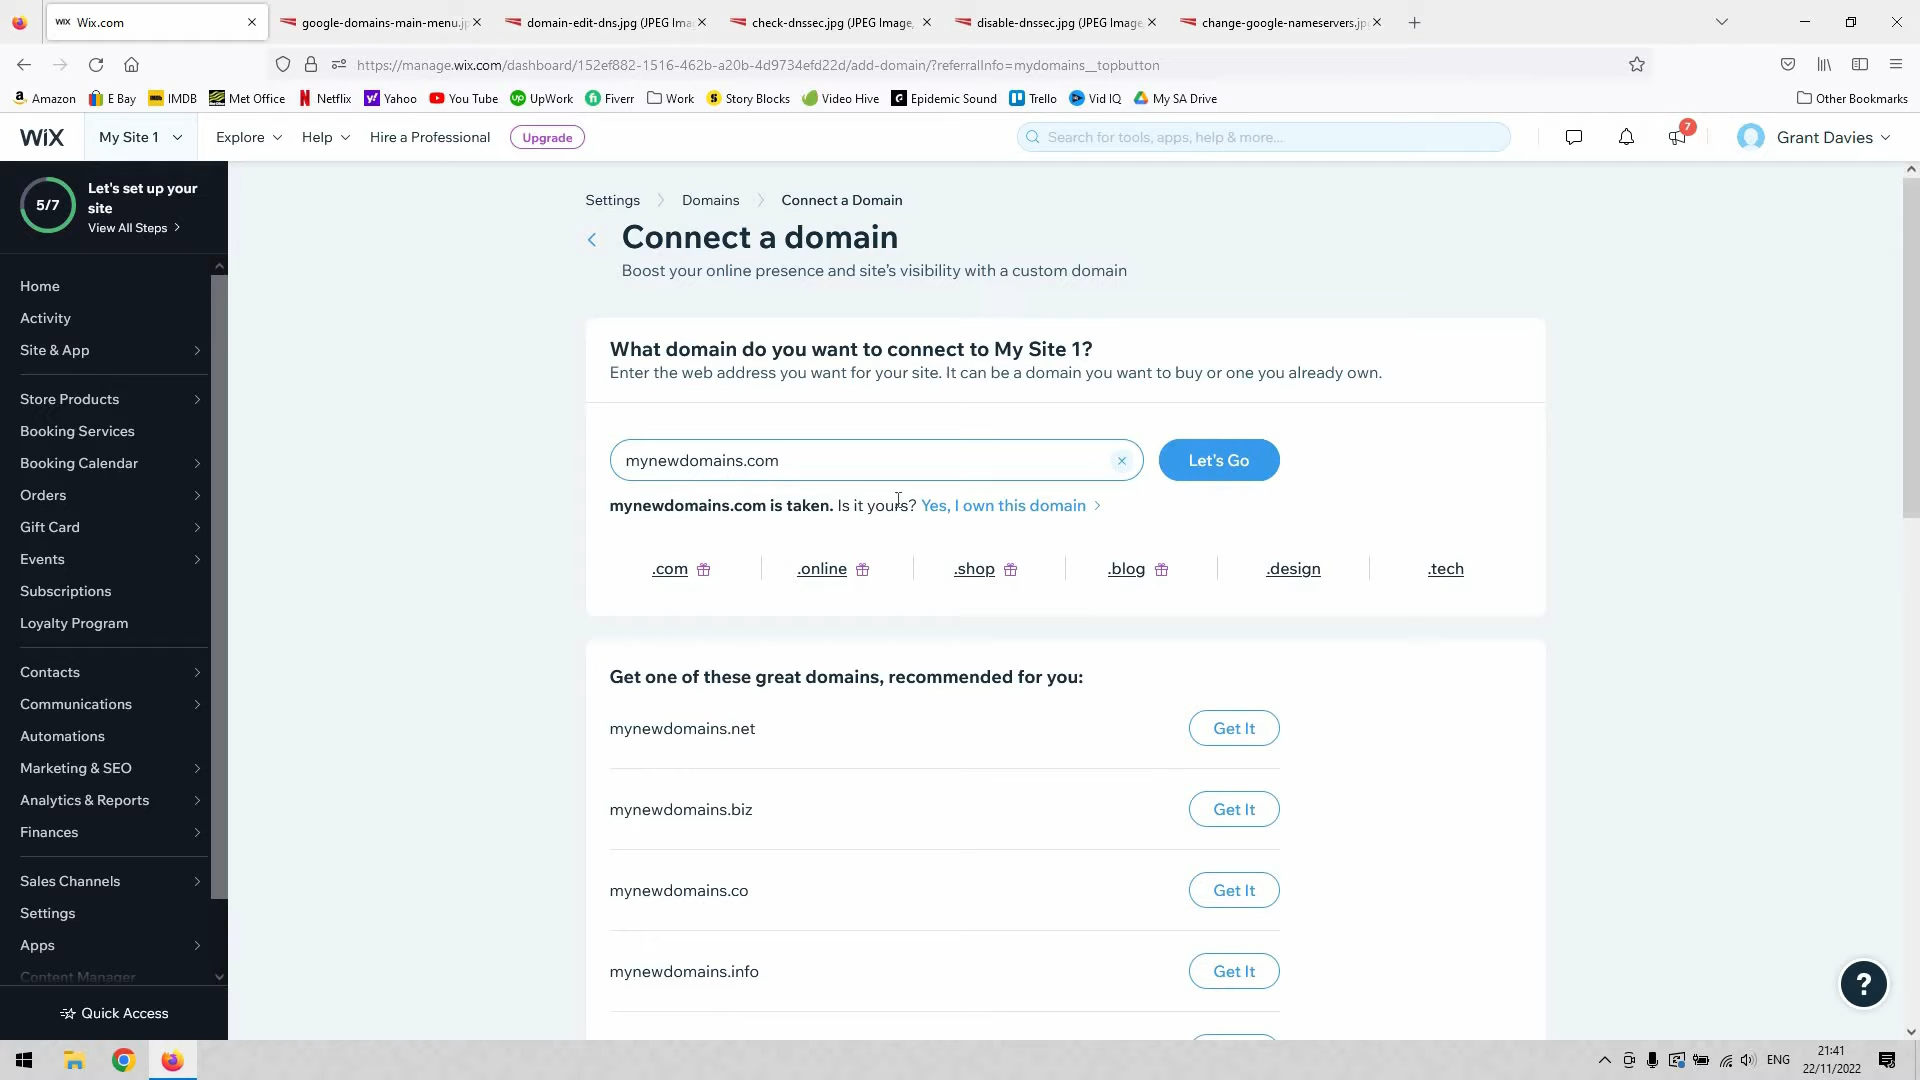 WiX Wix.com
google-domains-main-menu.jp
domain-edit-dns.jpg (JPEG Ima
check-dnssec.jpg (JPEG Image,
disable-dnssec.jpg (JPEG Image
change-google-nameservers.jp
https://manage.wix.com/dashboard/152ef882-1516-462b-a20b-4d9734efd22d/add-domain/?referralInfo=mydomains__topbutton
Amazon
E Bay
IMDB
Met Office
Netflix
Yahoo
You Tube
UpWork
Fiverr
Work
Story Blocks
Video Hive
Epidemic Sound
Trello
Vid IQ
My SA Drive
Other Bookmarks
WiX
My Site 1
Explore
Help
Hire a Professional
Upgrade
Search for tools, apps, help & more...
7
Grant Davies
5/7
Let's set up your
site
View All Steps
Home
Activity
Site & App
Store Products
Booking Services
Booking Calendar
Orders
Gift Card
Events
Subscriptions
Loyalty Program
Contacts
Communications
Automations
Marketing & SEO
Analytics & Reports
Finances
Sales Channels
Settings
Apps
Content Manager
Quick Access
Settings
Domains
Connect a Domain
Connect a domain
Boost your online presence and site's visibility with a custom domain
What domain do you want to connect to My Site 1?
Enter the web address you want for your site. It can be a domain you want to buy or one you already own.
mynewdomains.com
Let's Go
mynewdomains.com is taken. Is it yours? Yes, I own this domain
.com
.online
.shop
.blog
.design
.tech
Get one of these great domains, recommended for you:
mynewdomains.net
Get It
mynewdomains.biz
Get It
mynewdomains.co
Get It
mynewdomains.info
Get It
?
ENG
21:41
22/11/2022